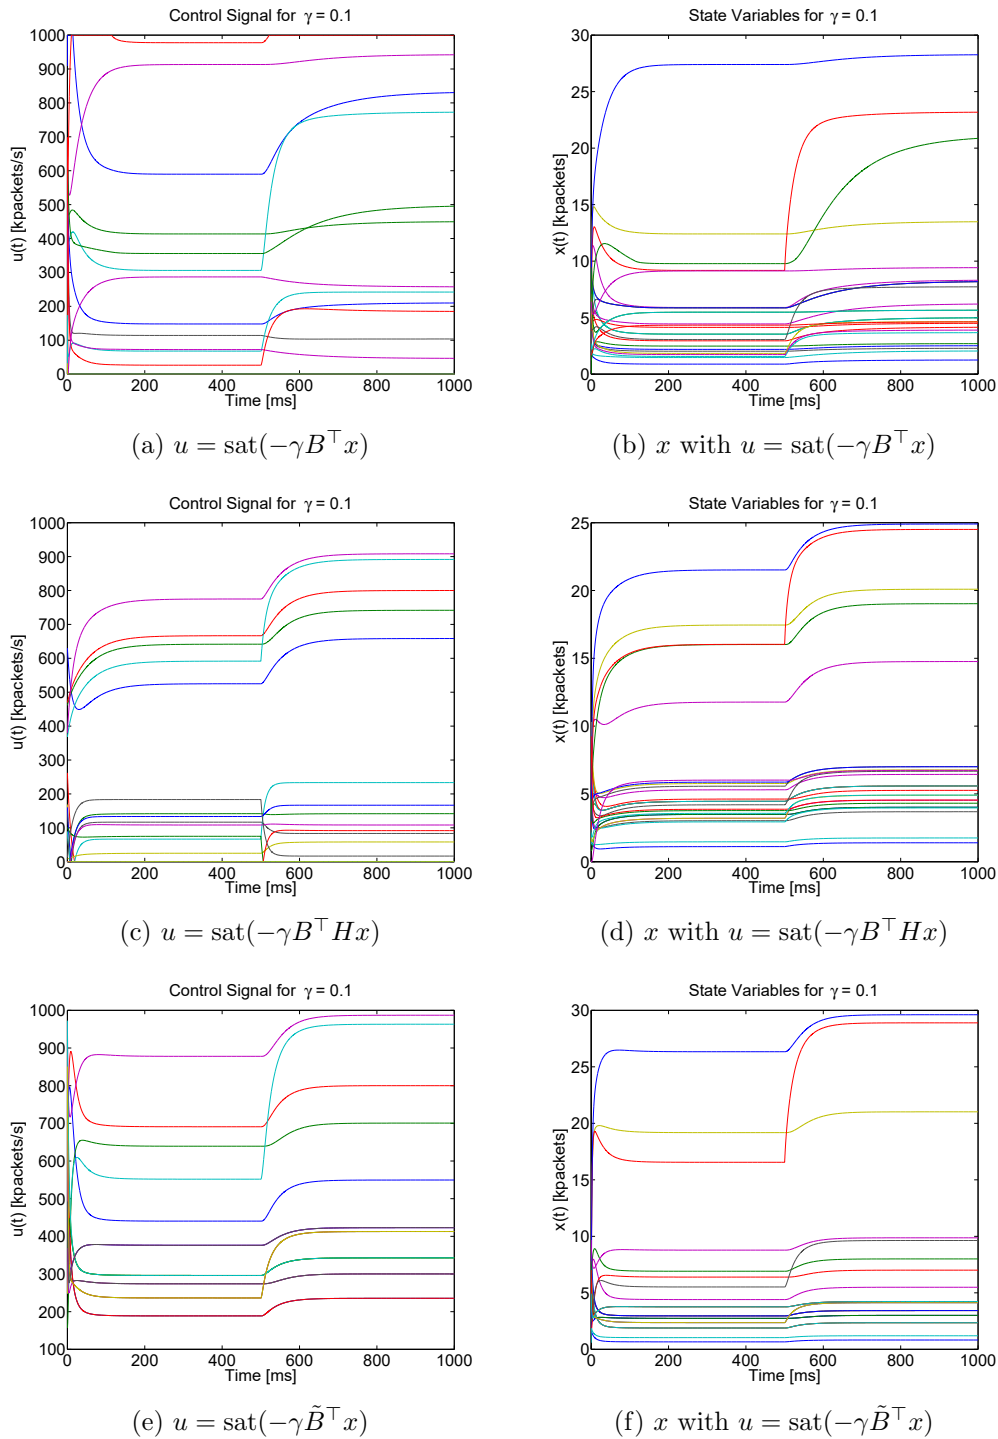 Control Signal for γ = 0.1
u(t) [kpackets/s]
1000
900
800
700
600
500
400
300
200
100
0
0 200 400 600 800 1000
Time [ms]
(a) u = sat(−γB⊤x)
State Variables for γ = 0.1
x(t) [kpackets]
30
25
20
15
10
5
0
0 200 400 600 800 1000
Time [ms]
(b) x with u = sat(−γB⊤x)
Control Signal for γ = 0.1
u(t) [kpackets/s]
1000
900
800
700
600
500
400
300
200
100
0
0 200 400 600 800 1000
Time [ms]
(c) u = sat(−γB⊤Hx)
State Variables for γ = 0.1
x(t) [kpackets]
25
20
15
10
5
0
0 200 400 600 800 1000
Time [ms]
(d) x with u = sat(−γB⊤Hx)
Control Signal for γ = 0.1
u(t) [kpackets/s]
1000
900
800
700
600
500
400
300
200
100
0 200 400 600 800 1000
Time [ms]
(e) u = sat(−γB̃⊤x)
State Variables for γ = 0.1
x(t) [kpackets]
30
25
20
15
10
5
0
0 200 400 600 800 1000
Time [ms]
(f) x with u = sat(−γB̃⊤x)